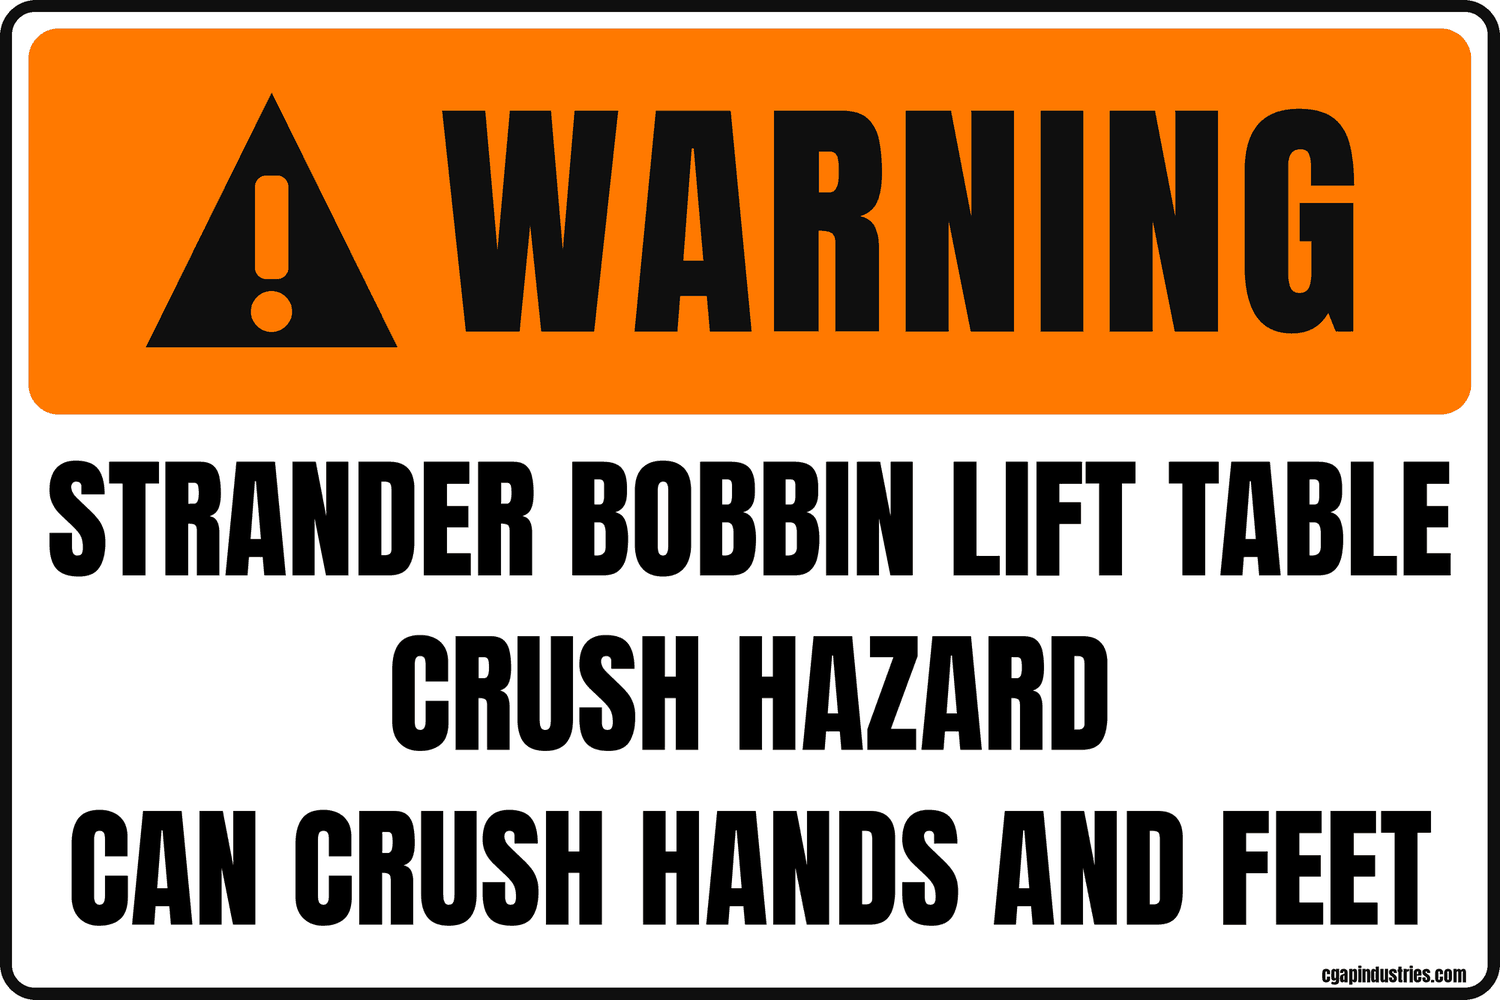 WARNING
STRANDER BOBBIN LIFT TABLE
CRUSH HAZARD
CAN CRUSH HANDS AND FEET
cgapindustries.com